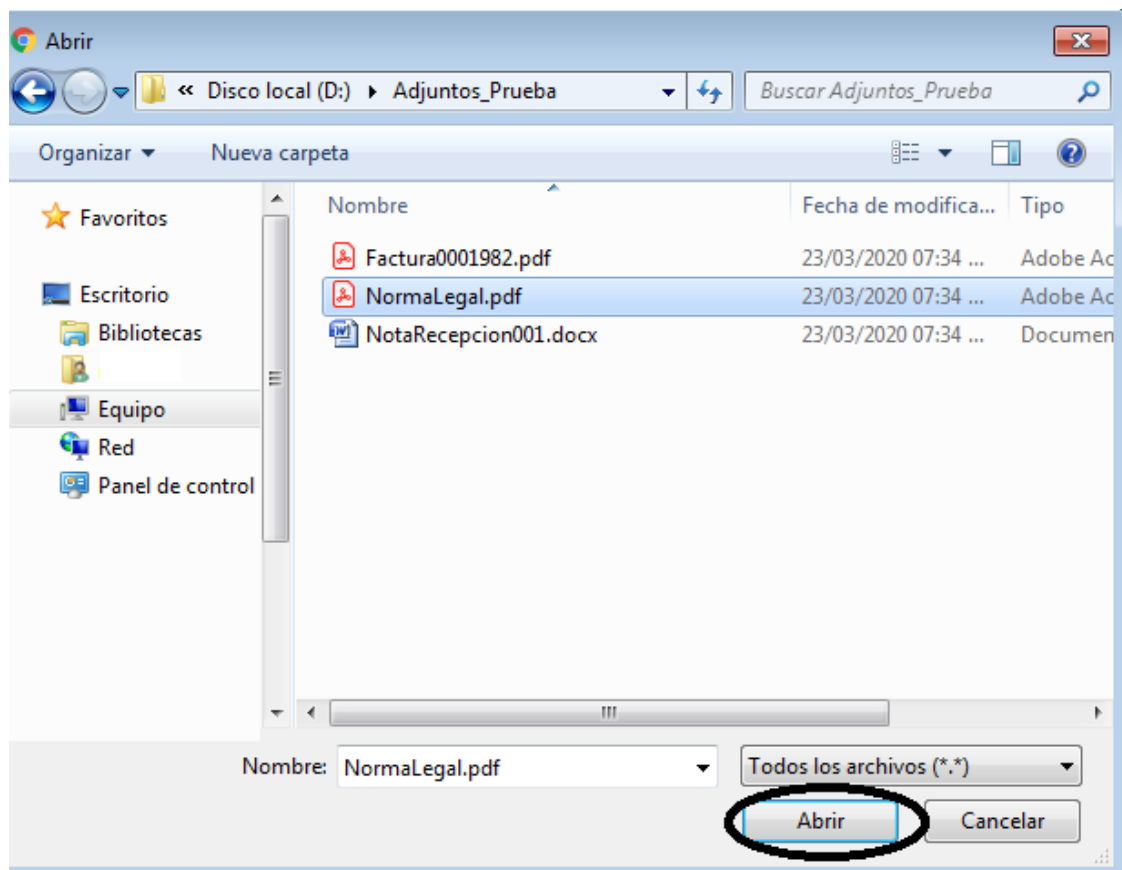 Abrir
« Disco local (D:) Adjuntos_Prueba Buscar Adjuntos_Prueba
Organizar Nueva carpeta
Nombre Fecha de modifica... Tipo
Favoritos
Factura0001982.pdf 23/03/2020 07:34 ... Adobe Ac
Escritorio NormaLegal.pdf 23/03/2020 07:34 ... Adobe Ac
Bibliotecas NotaRecepcion001.docx 23/03/2020 07:34 ... Documen
Equipo
Red
Panel de control
Nombre: NormaLegal.pdf Todos los archivos (*.*)
Abrir Cancelar